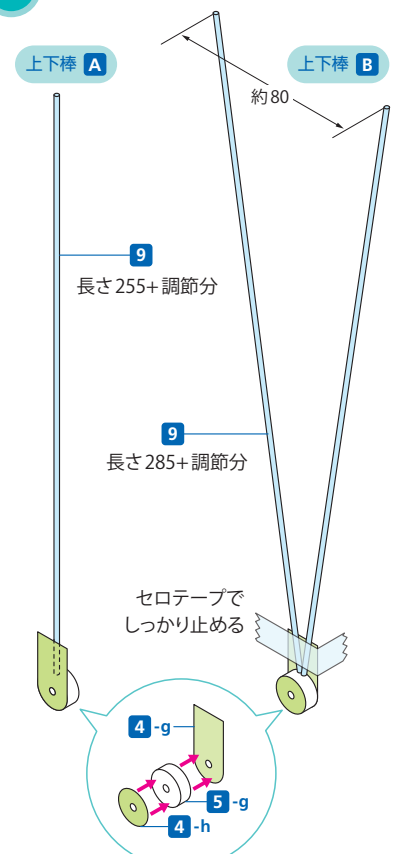 上下棒 A
上下棒 B
約80
9
長さ255+調節分
9
長さ285+調節分
セロテープで
しっかり止める
4 -g
5 -g
4 -h